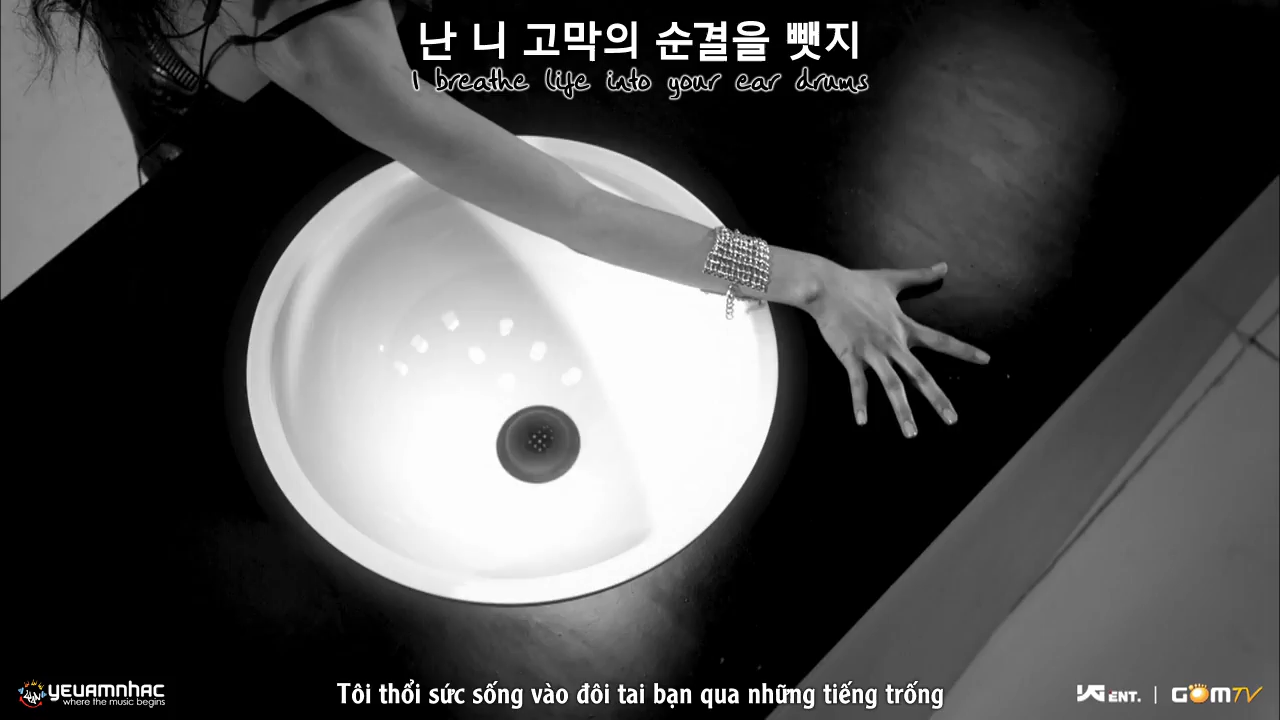 난 니 고막의 순결을 뺏지
I breathe life into your ear drums
Tôi thổi sức sống vào đôi tai bạn qua những tiếng trống
YEUAMNHAC
where the music begins
YG ENT. | GOMTV